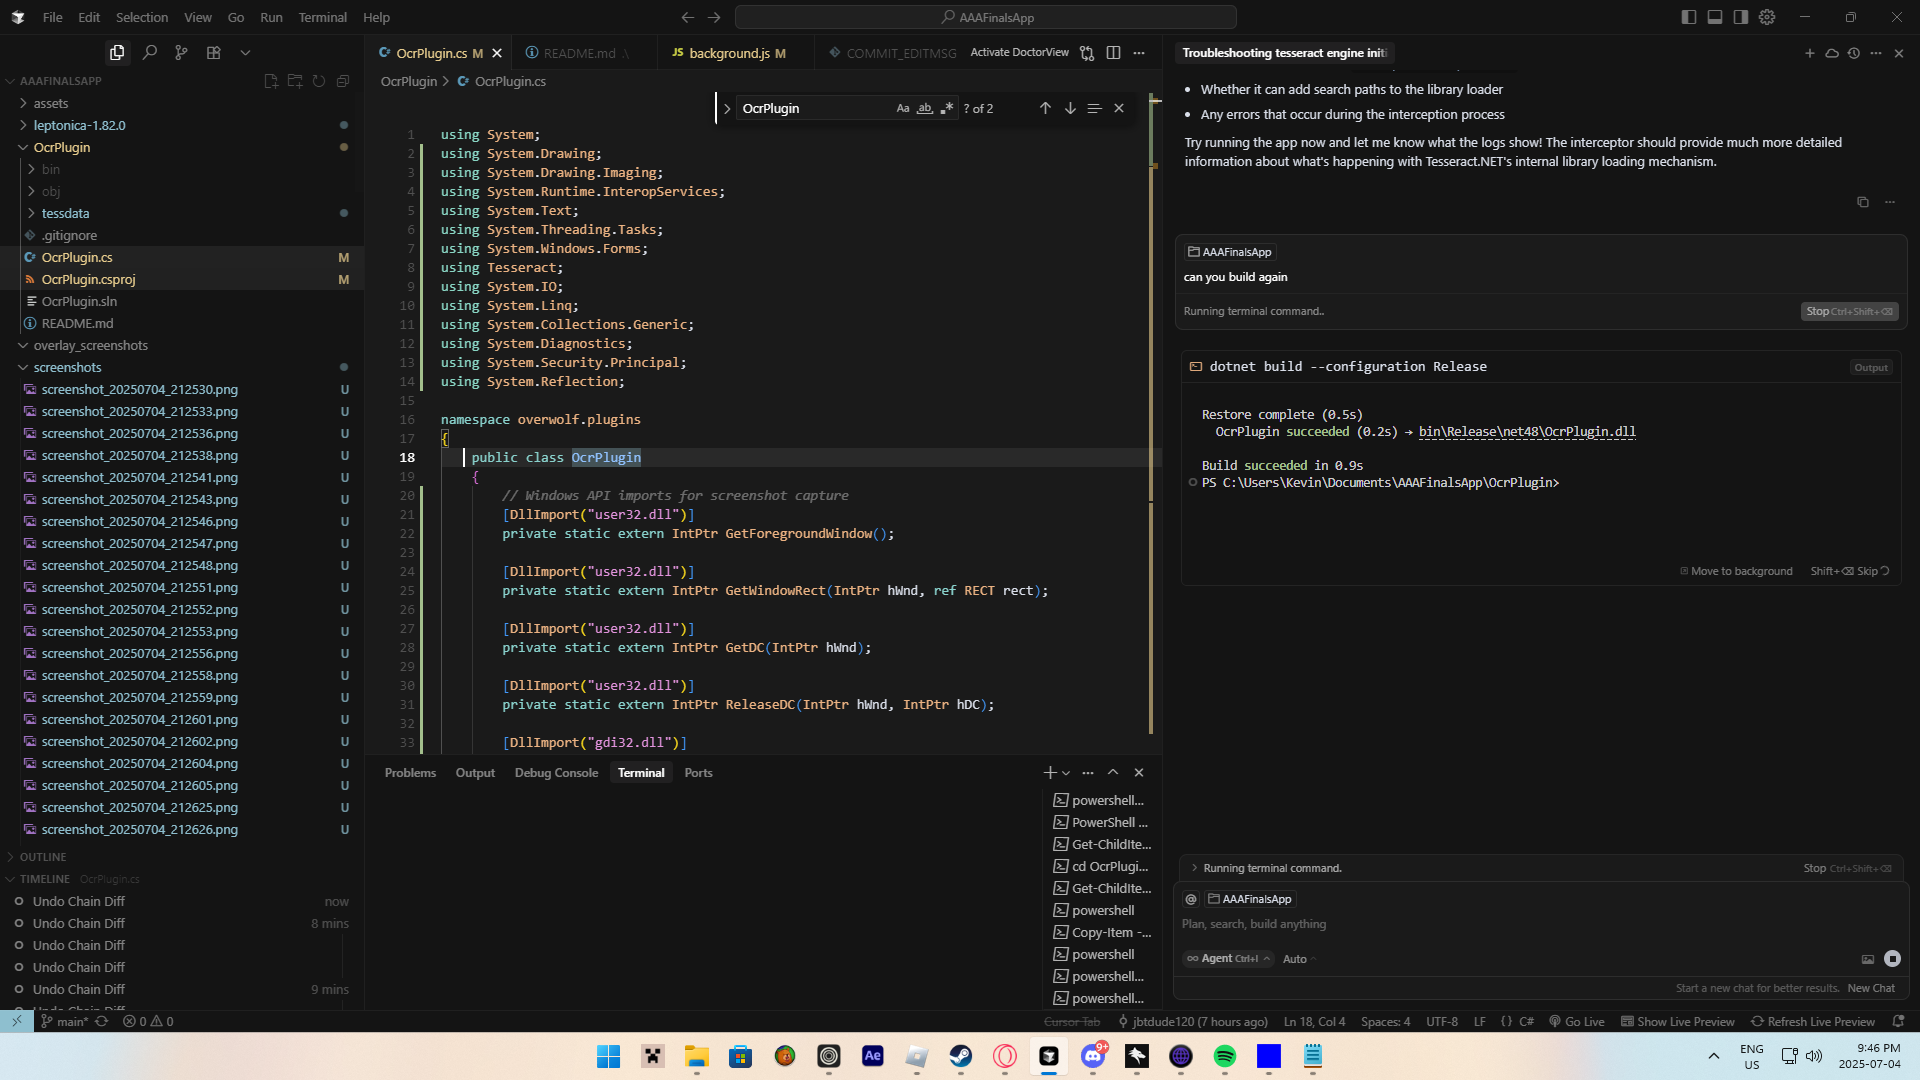 File Edit Selection View Go Run Terminal Help
AAAFinalsApp
AAAFINALSAPP
assets
leptonica-1.82.0
OcrPlugin
bin
obj
tessdata
.gitignore
OcrPlugin.cs M
OcrPlugin.csproj M
OcrPlugin.sln
README.md
overlay_screenshots
screenshots
screenshot_20250704_212530.png U
screenshot_20250704_212533.png U
screenshot_20250704_212536.png U
screenshot_20250704_212538.png U
screenshot_20250704_212541.png U
screenshot_20250704_212543.png U
screenshot_20250704_212546.png U
screenshot_20250704_212547.png U
screenshot_20250704_212548.png U
screenshot_20250704_212551.png U
screenshot_20250704_212552.png U
screenshot_20250704_212553.png U
screenshot_20250704_212556.png U
screenshot_20250704_212558.png U
screenshot_20250704_212559.png U
screenshot_20250704_212601.png U
screenshot_20250704_212602.png U
screenshot_20250704_212604.png U
screenshot_20250704_212605.png U
screenshot_20250704_212625.png U
screenshot_20250704_212626.png U
OUTLINE
TIMELINE OcrPlugin.cs
Undo Chain Diff now
Undo Chain Diff 8 mins
Undo Chain Diff
Undo Chain Diff
Undo Chain Diff 9 mins
OcrPlugin.cs M README.md .\ JS background.js M COMMIT_EDITMSG Activate DoctorView
OcrPlugin > OcrPlugin.cs
OcrPlugin Aa ab .* ? of 2
1 using System;
2 using System.Drawing;
3 using System.Drawing.Imaging;
4 using System.Runtime.InteropServices;
5 using System.Text;
6 using System.Threading.Tasks;
7 using System.Windows.Forms;
8 using Tesseract;
9 using System.IO;
10 using System.Linq;
11 using System.Collections.Generic;
12 using System.Diagnostics;
13 using System.Security.Principal;
14 using System.Reflection;
15
16 namespace overwolf.plugins
17 {
18 public class OcrPlugin
19 {
20 // Windows API imports for screenshot capture
21 [DllImport("user32.dll")]
22 private static extern IntPtr GetForegroundWindow();
23
24 [DllImport("user32.dll")]
25 private static extern IntPtr GetWindowRect(IntPtr hWnd, ref RECT rect);
26
27 [DllImport("user32.dll")]
28 private static extern IntPtr GetDC(IntPtr hWnd);
29
30 [DllImport("user32.dll")]
31 private static extern IntPtr ReleaseDC(IntPtr hWnd, IntPtr hDC);
32
33 [DllImport("gdi32.dll")]
Problems Output Debug Console Terminal Ports
powershell...
PowerShell ...
Get-ChildIte...
cd OcrPlugi...
Get-ChildIte...
powershell
Copy-Item -...
powershell
powershell...
powershell...
Troubleshooting tesseract engine initi
• Whether it can add search paths to the library loader
• Any errors that occur during the interception process
Try running the app now and let me know what the logs show! The interceptor should provide much more detailed
information about what's happening with Tesseract.NET's internal library loading mechanism.
AAAFinalsApp
can you build again
Running terminal command.. Stop Ctrl+Shift+⌫
dotnet build --configuration Release Output
Restore complete (0.5s)
OcrPlugin succeeded (0.2s) → bin\Release\net48\OcrPlugin.dll
Build succeeded in 0.9s
PS C:\Users\Kevin\Documents\AAAFinalsApp\OcrPlugin>
Move to background Shift+⌫ Skip
Running terminal command. Stop Ctrl+Shift+⌫
@ AAAFinalsApp
Plan, search, build anything
∞ Agent Ctrl+I Auto
Start a new chat for better results. New Chat
main* 0 0 Cursor Tab jbtdude120 (7 hours ago) Ln 18, Col 4 Spaces: 4 UTF-8 LF {} C# Go Live Show Live Preview Refresh Live Preview
Ae 9+
ENG
US
9:46 PM
2025-07-04